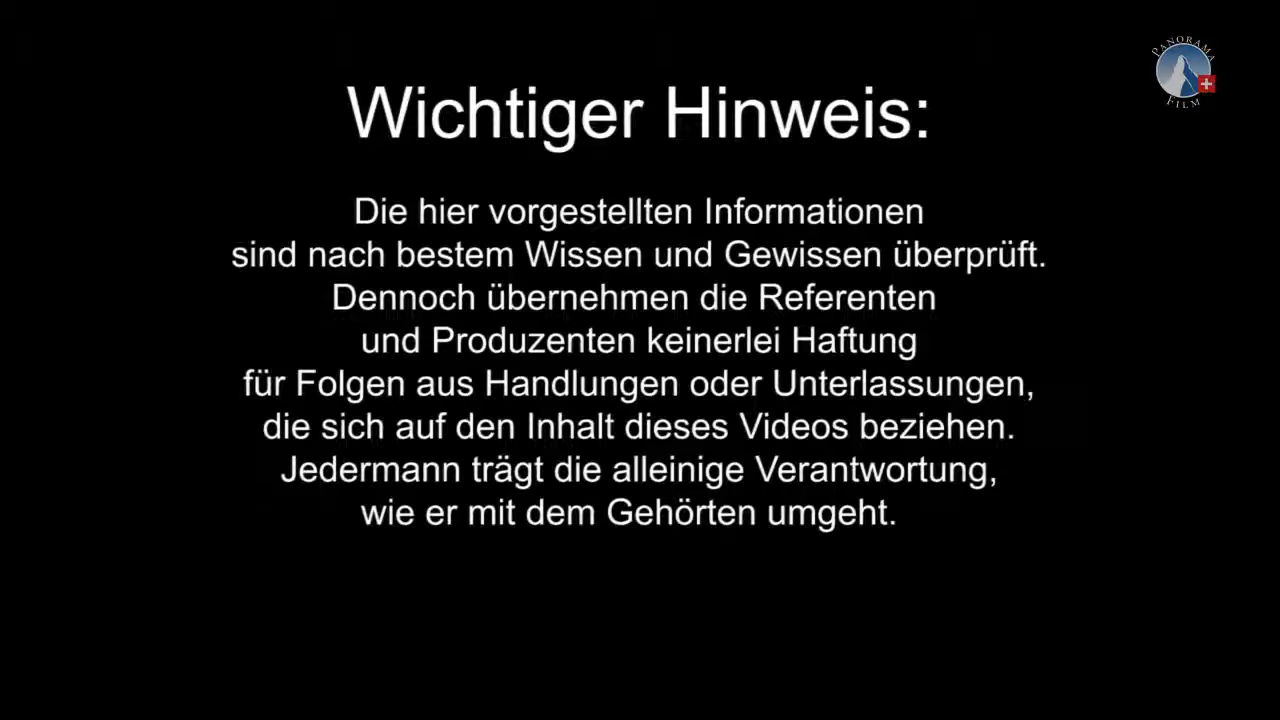 PANORAMA
FILM
Wichtiger Hinweis:
Die hier vorgestellten Informationen
sind nach bestem Wissen und Gewissen überprüft.
Dennoch übernehmen die Referenten
und Produzenten keinerlei Haftung
für Folgen aus Handlungen oder Unterlassungen,
die sich auf den Inhalt dieses Videos beziehen.
Jedermann trägt die alleinige Verantwortung,
wie er mit dem Gehörten umgeht.